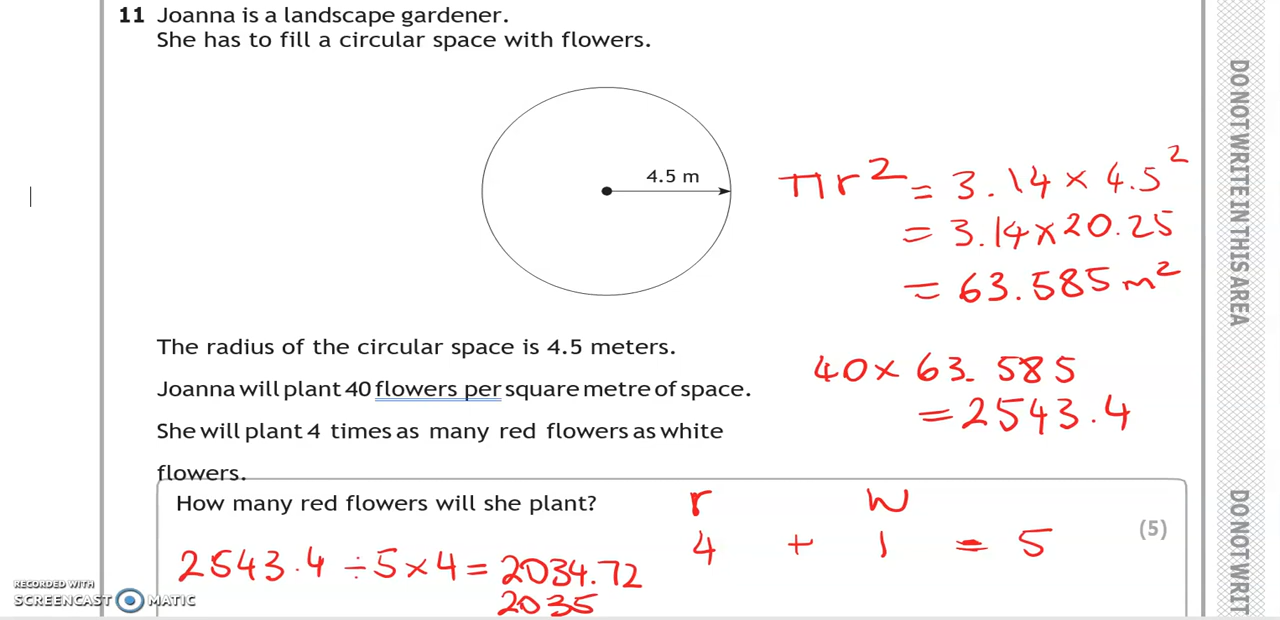 11 Joanna is a landscape gardener.
She has to fill a circular space with flowers.
4.5 m
πr² = 3.14 × 4.5²
= 3.14 × 20.25
= 63.585 m²
The radius of the circular space is 4.5 meters.
Joanna will plant 40 flowers per square metre of space.
She will plant 4 times as many red flowers as white
flowers.
40 × 63.585
= 2543.4
How many red flowers will she plant?
r w
4 + 1 = 5
(5)
2543.4 ÷ 5 × 4 = 2034.72
2035
DO NOT WRITE IN THIS AREA
DO NOT WRIT
RECORDED WITH
SCREENCAST MATIC